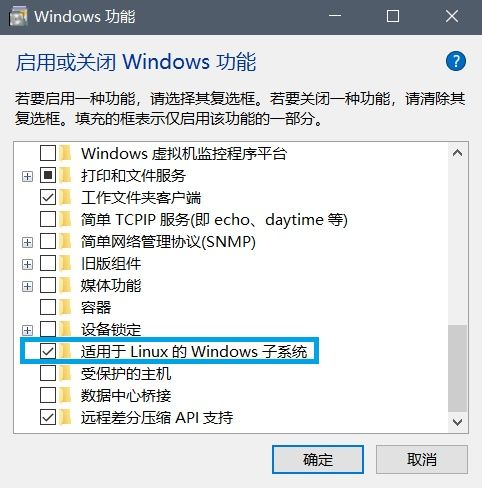 Windows 功能
启用或关闭 Windows 功能
?
若要启用一种功能，请选择其复选框。若要关闭一种功能，请清除其
复选框。填充的框表示仅启用该功能的一部分。
Windows 虚拟机监控程序平台
打印和文件服务
工作文件夹客户端
简单 TCPIP 服务(即 echo、daytime 等)
简单网络管理协议(SNMP)
旧版组件
媒体功能
容器
设备锁定
适用于 Linux 的 Windows 子系统
受保护的主机
数据中心桥接
远程差分压缩 API 支持
确定
取消